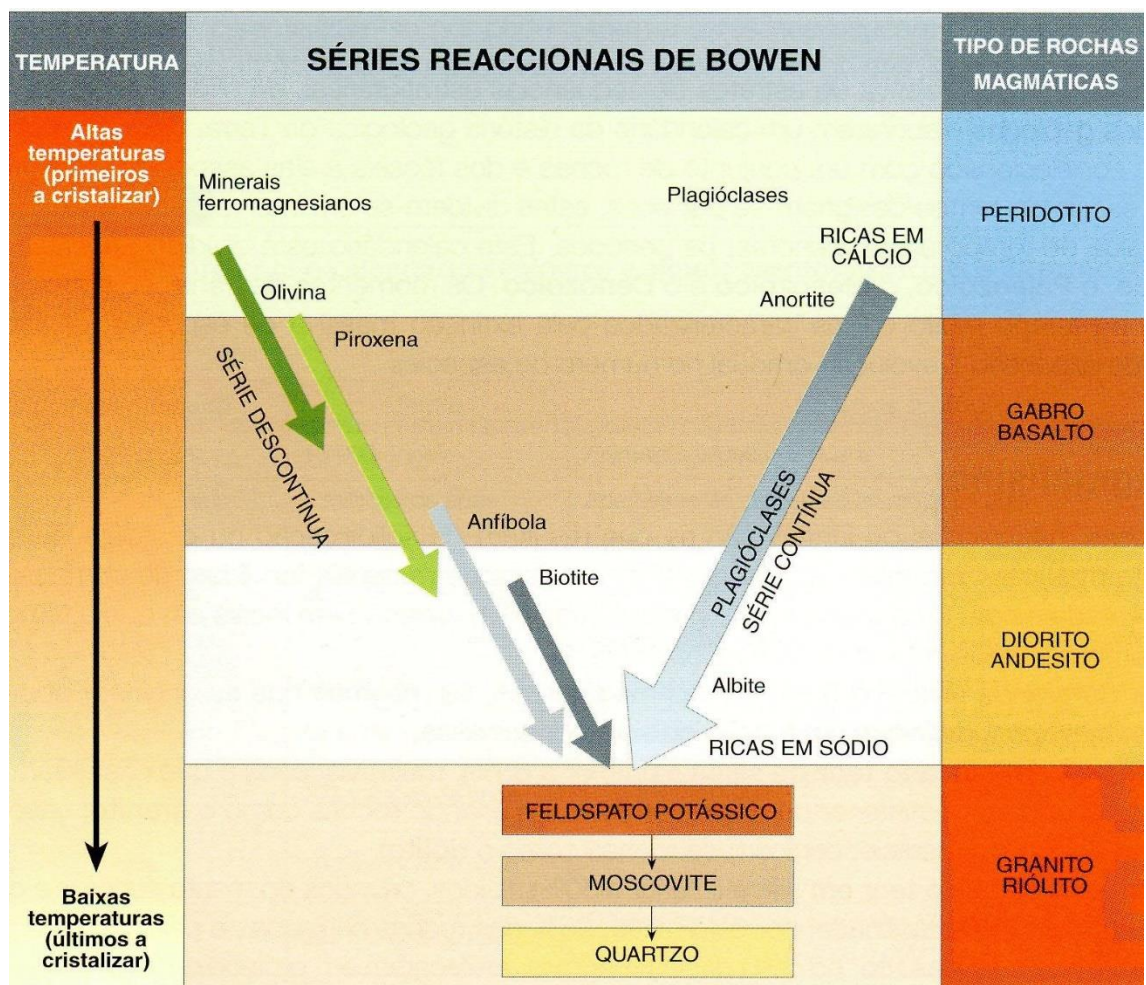 TEMPERATURA
SÉRIES REACCIONAIS DE BOWEN
TIPO DE ROCHAS
MAGMÁTICAS
Altas
temperaturas
(primeiros
a cristalizar)
Minerais
ferromagnesianos
Plagióclases
RICAS EM
CÁLCIO
PERIDOTITO
Olivina
Anortite
Piroxena
SÉRIE DESCONTÍNUA
GABRO
BASALTO
Anfíbola
Biotite
PLAGIÓCLASES
SÉRIE CONTÍNUA
DIORITO
ANDESITO
Albite
RICAS EM SÓDIO
FELDSPATO POTÁSSICO
MOSCOVITE
QUARTZO
GRANITO
RIÓLITO
Baixas
temperaturas
(últimos a
cristalizar)